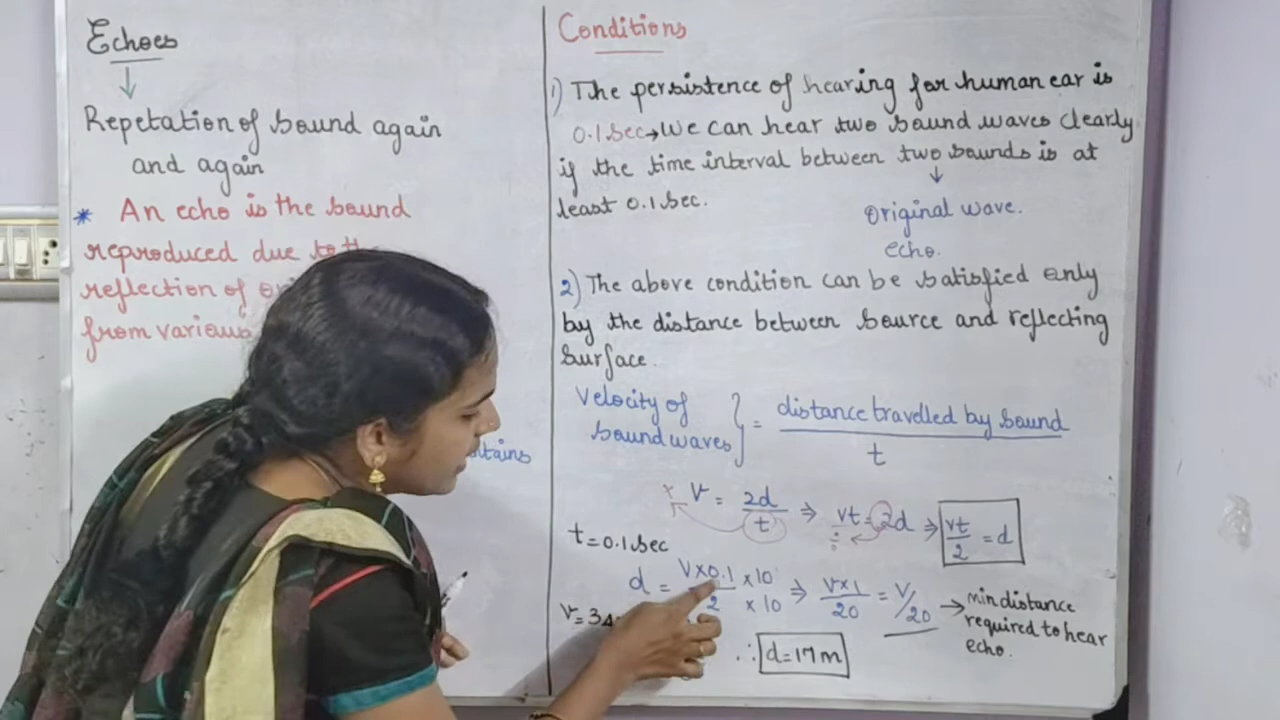 Echoes
Repetation of sound again
and again
* An echo is the sound
reproduced due to
reflection of
from various
Conditions
1) The persistence of hearing for human ear is
0.1 sec → We can hear two sound waves clearly
if the time interval between two sounds is at
least 0.1 sec.
Original wave.
echo.
2) The above condition can be satisfied only
by the distance between source and reflecting
surface.
Velocity of
sound waves } = distance travelled by sound
t
V = 2d/t ⇒ vt = 2d ⇒ vt/2 = d
t = 0.1 sec
d = V×0.1/2 ×10/×10 ⇒ V×1/20 = V/20 → min distance
required to hear
echo.
V = 34
∴ d = 17m